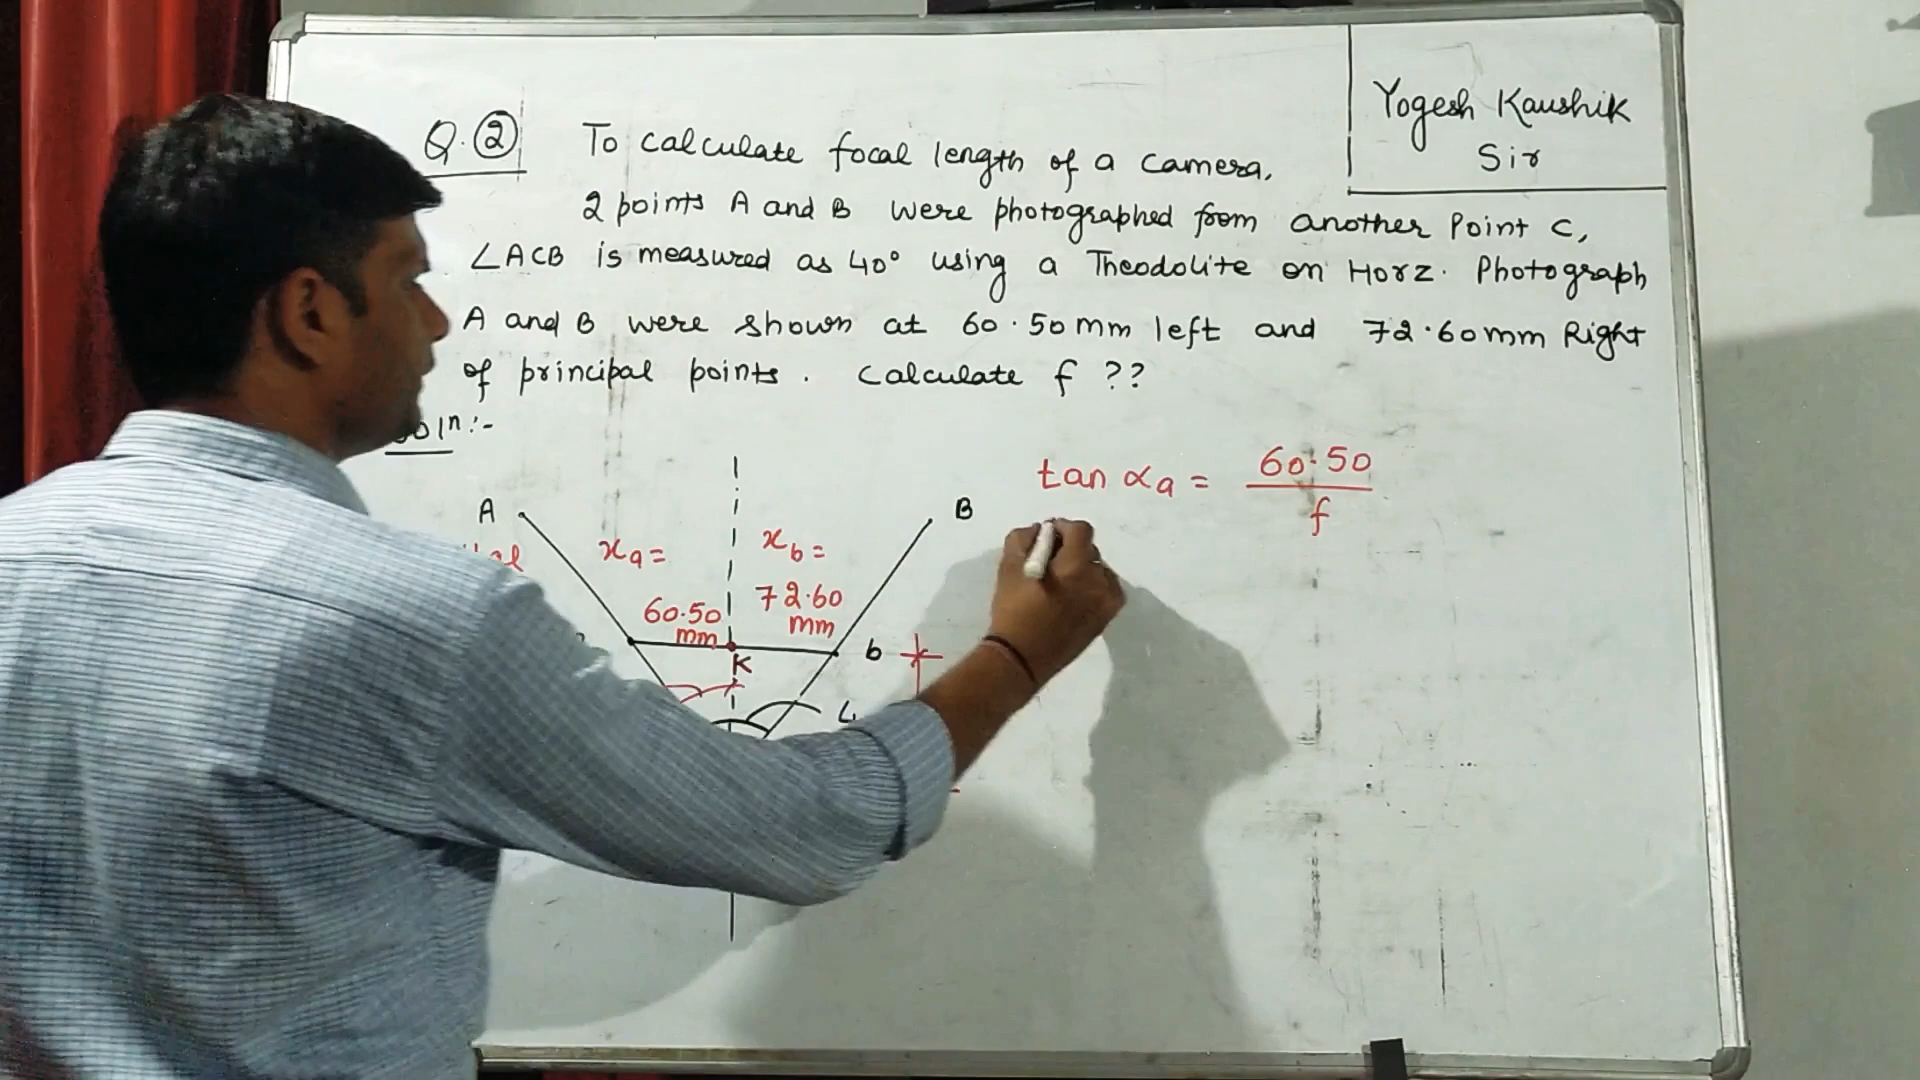 Yogesh Kaushik
Sir
Q.②
To calculate focal length of a camera,
2 points A and B were photographed from another Point C,
∠ACB is measured as 40° using a Theodolite on Horz. Photograph
A and B were shown at 60.50mm left and 72.60mm Right
of principal points. Calculate f ??
olⁿ:-
tan αa = 60.50
f
A
B
xa =
xb =
60.50
mm
72.60
mm
K
b